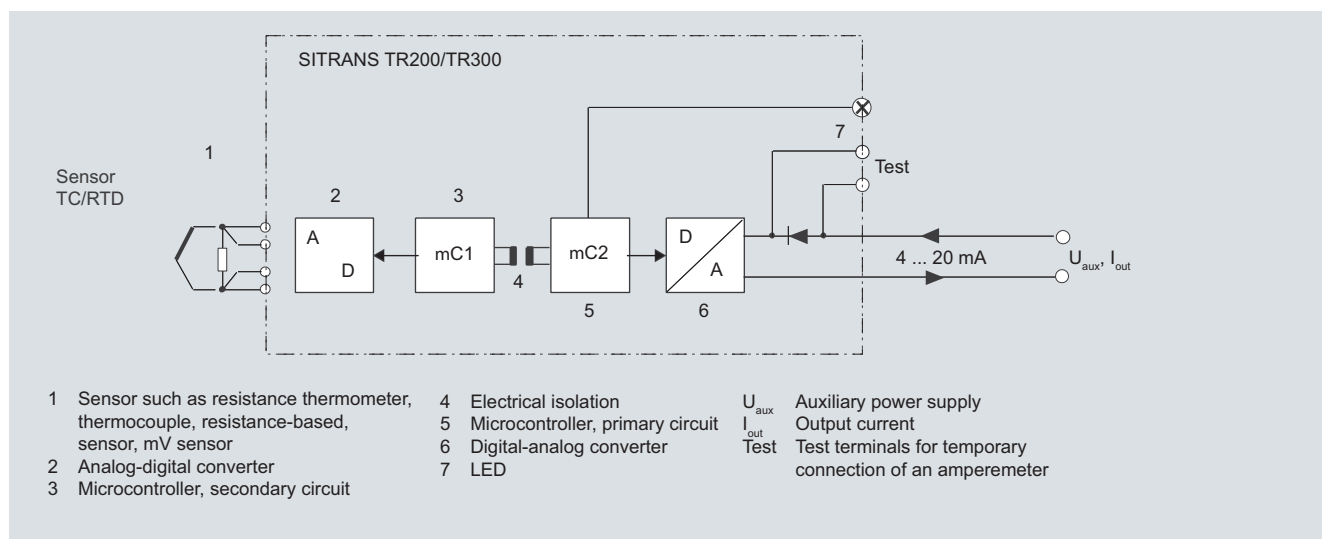 SITRANS TR200/TR300
1
7
Sensor
TC/RTD
Test
2
3
A
D
mC1
mC2
D
A
4
4 ... 20 mA
Uaux, Iout
5
6
1 Sensor such as resistance thermometer,
thermocouple, resistance-based,
sensor, mV sensor
2 Analog-digital converter
3 Microcontroller, secondary circuit
4 Electrical isolation
5 Microcontroller, primary circuit
6 Digital-analog converter
7 LED
Uaux Auxiliary power supply
Iout Output current
Test Test terminals for temporary
connection of an amperemeter